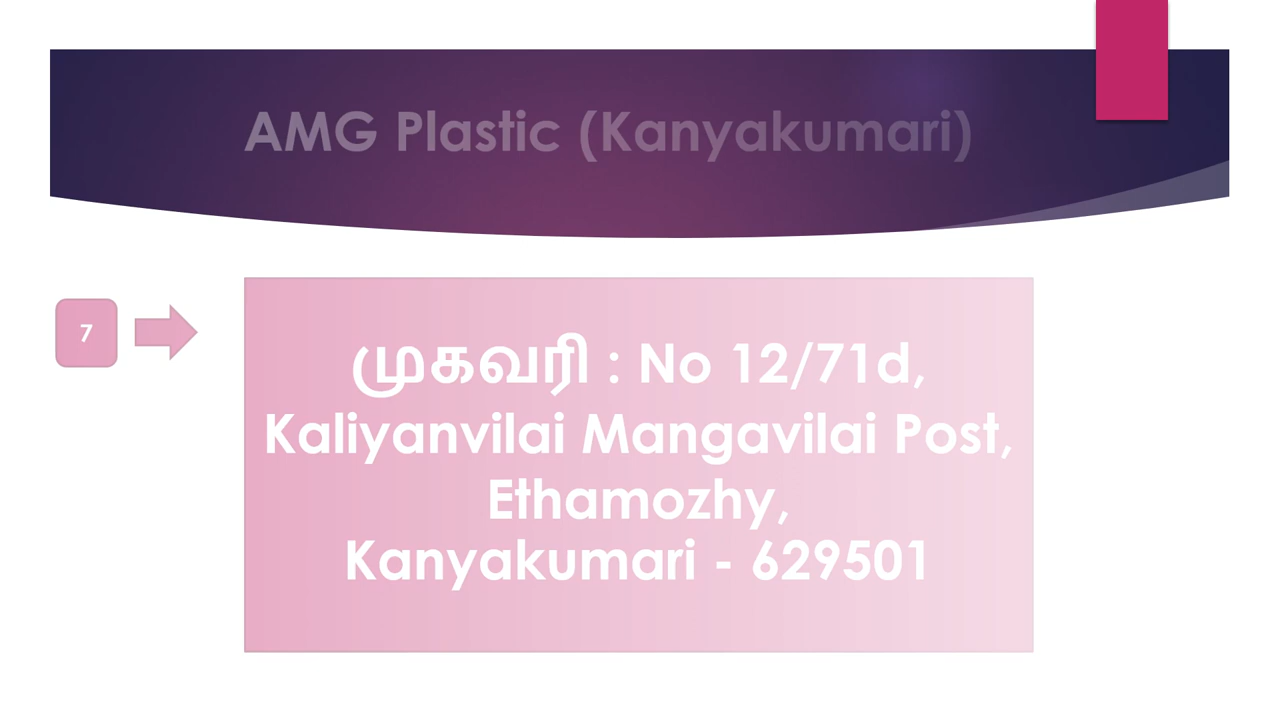 AMG Plastic (Kanyakumari)
7
முகவரி : No 12/71d,
Kaliyanvilai Mangavilai Post,
Ethamozhy,
Kanyakumari - 629501